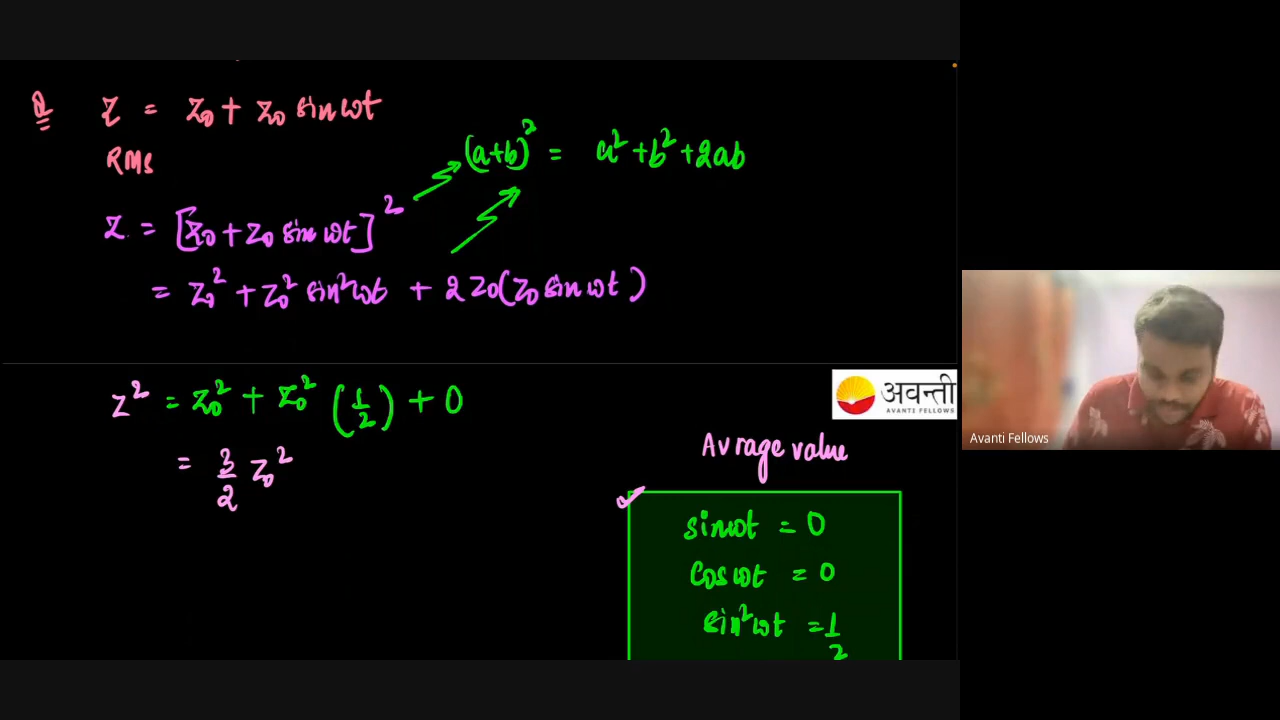 Q Z = Z₀ + Z₀ sin ωt
RMS
(a+b)² = a² + b² + 2ab
Z = [Z₀ + Z₀ sin ωt]²
= Z₀² + Z₀² sin²ωt + 2Z₀(Z₀ sin ωt)
Z² = Z₀² + Z₀² (1/2) + 0
= 3/2 Z₀²
अवन्ती
AVANTI FELLOWS
Avrage value
sinωt = 0
Cos ωt = 0
sin²ωt = 1/2
Avanti Fellows